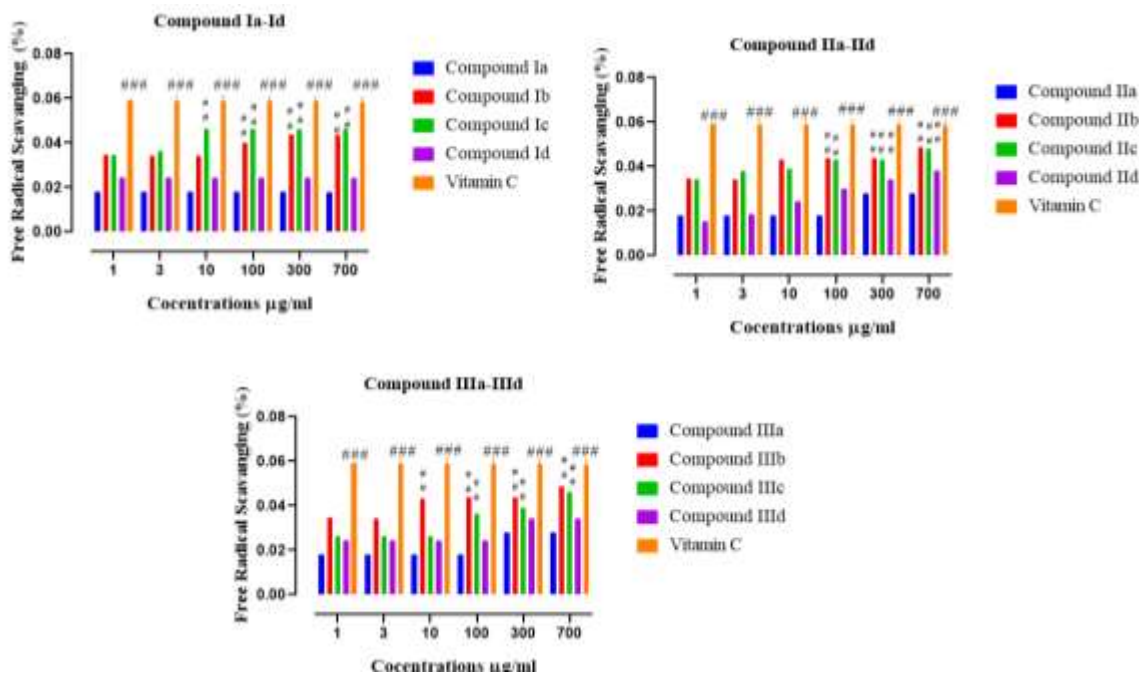 Compound Ia-Id
Free Radical Scavanging (%)
0.08
0.06
0.04
0.02
0.00
### ### ### ### ### ###
1 3 10 100 300 700
Cocentrations µg/ml
Compound Ia
Compound Ib
Compound Ic
Compound Id
Vitamin C
Compound IIa-IId
Free Radical Scavanging (%)
0.08
0.06
0.04
0.02
0.00
### ### ### ### ### ###
1 3 10 100 300 700
Cocentrations µg/ml
Compound IIa
Compound IIb
Compound IIc
Compound IId
Vitamin C
Compound IIIa-IIId
Free Radical Scavanging (%)
0.08
0.06
0.04
0.02
0.00
### ### ### ### ### ###
1 3 10 100 300 700
Cocentrations µg/ml
Compound IIIa
Compound IIIb
Compound IIIc
Compound IIId
Vitamin C